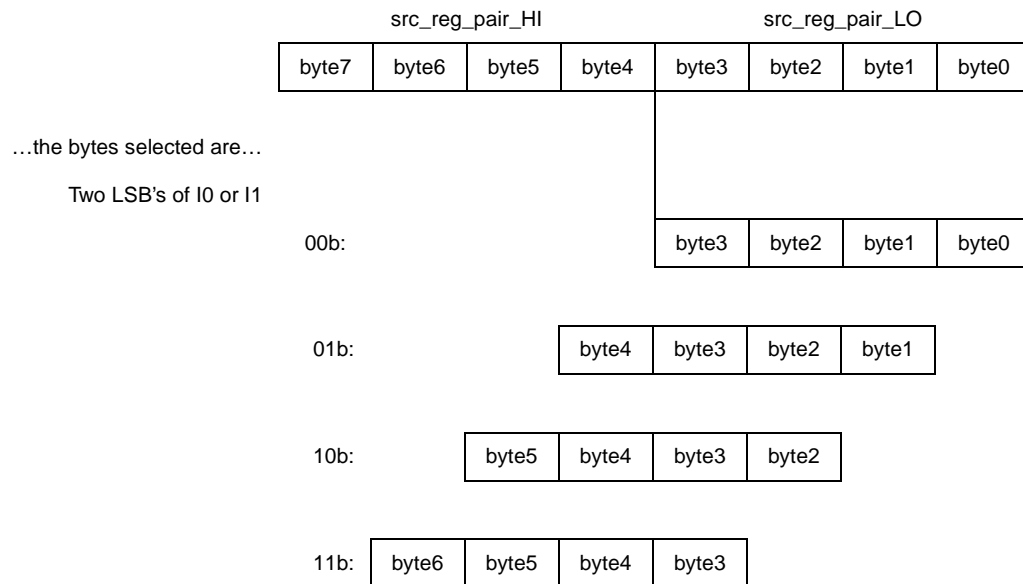 src_reg_pair_HI src_reg_pair_LO
byte7 byte6 byte5 byte4 byte3 byte2 byte1 byte0
…the bytes selected are…
Two LSB’s of I0 or I1
00b: byte3 byte2 byte1 byte0
01b: byte4 byte3 byte2 byte1
10b: byte5 byte4 byte3 byte2
11b: byte6 byte5 byte4 byte3